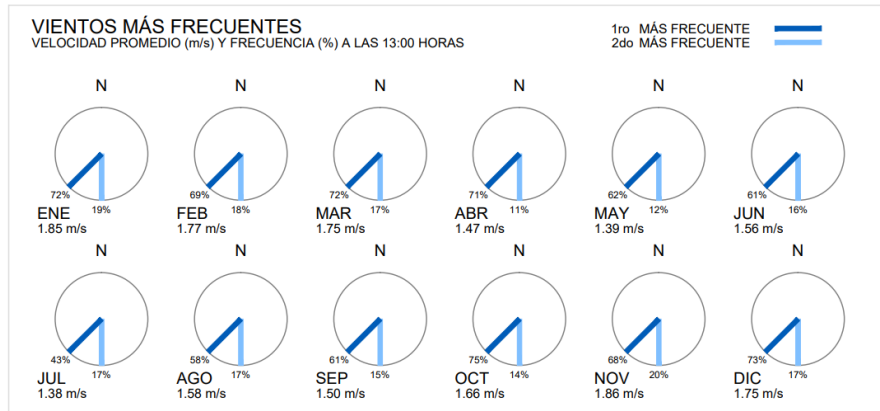 VIENTOS MÁS FRECUENTES
VELOCIDAD PROMEDIO (m/s) Y FRECUENCIA (%) A LAS 13:00 HORAS
1ro MÁS FRECUENTE
2do MÁS FRECUENTE
N N N N N N
72% 69% 72% 71% 62% 61%
19% 18% 17% 11% 12% 16%
ENE FEB MAR ABR MAY JUN
1.85 m/s 1.77 m/s 1.75 m/s 1.47 m/s 1.39 m/s 1.56 m/s
N N N N N N
43% 58% 61% 75% 68% 73%
17% 17% 15% 14% 20% 17%
JUL AGO SEP OCT NOV DIC
1.38 m/s 1.58 m/s 1.50 m/s 1.66 m/s 1.86 m/s 1.75 m/s